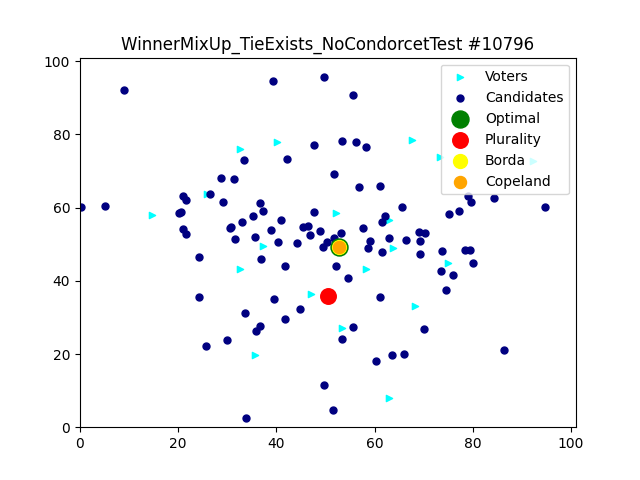 WinnerMixUp_TieExists_NoCondorcetTest #10796
100
80
60
40
20
0
0
20
40
60
80
100
Voters
Candidates
Optimal
Plurality
Borda
Copeland